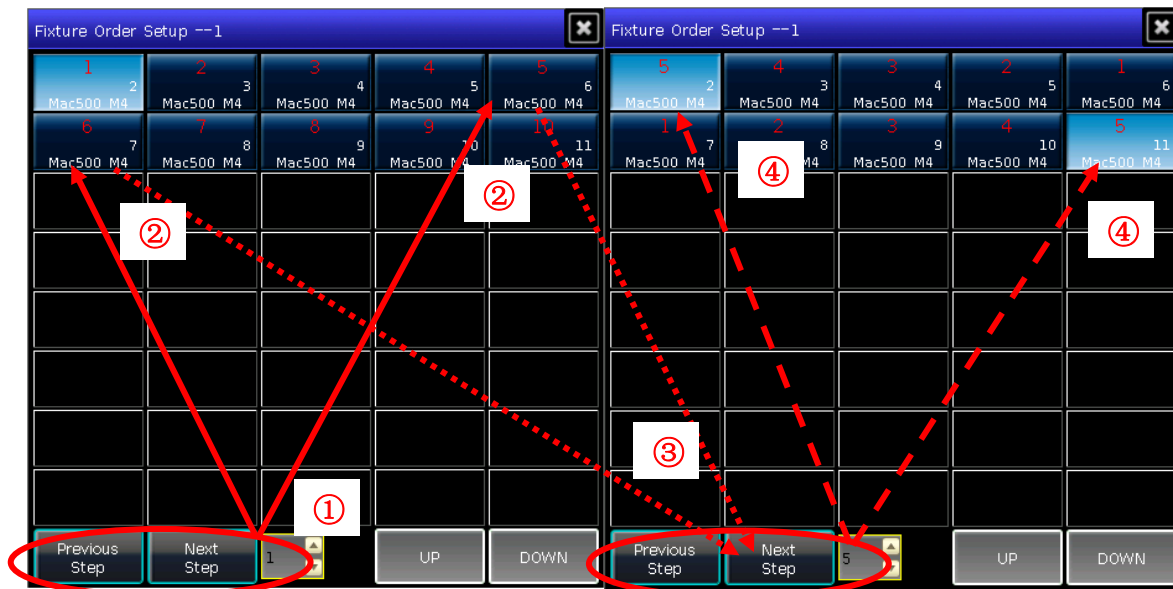 Fixture Order Setup --1
1 2 3 4 5
2 3 4 5 6
Mac500 M4 Mac500 M4 Mac500 M4 Mac500 M4 Mac500 M4
6 7 8 9 10
7 8 9 10 11
Mac500 M4 Mac500 M4 Mac500 M4 Mac500 M4 Mac500 M4
② ②
①
Previous Step
Next Step
1
UP
DOWN
Fixture Order Setup --1
5 4 3 2 1
2 3 4 5 6
Mac500 M4 Mac500 M4 Mac500 M4 Mac500 M4 Mac500 M4
1 2 3 4 5
7 8 9 10 11
Mac500 M4 Mac500 M4 Mac500 M4 Mac500 M4 Mac500 M4
④ ④
③
Previous Step
Next Step
5
UP
DOWN